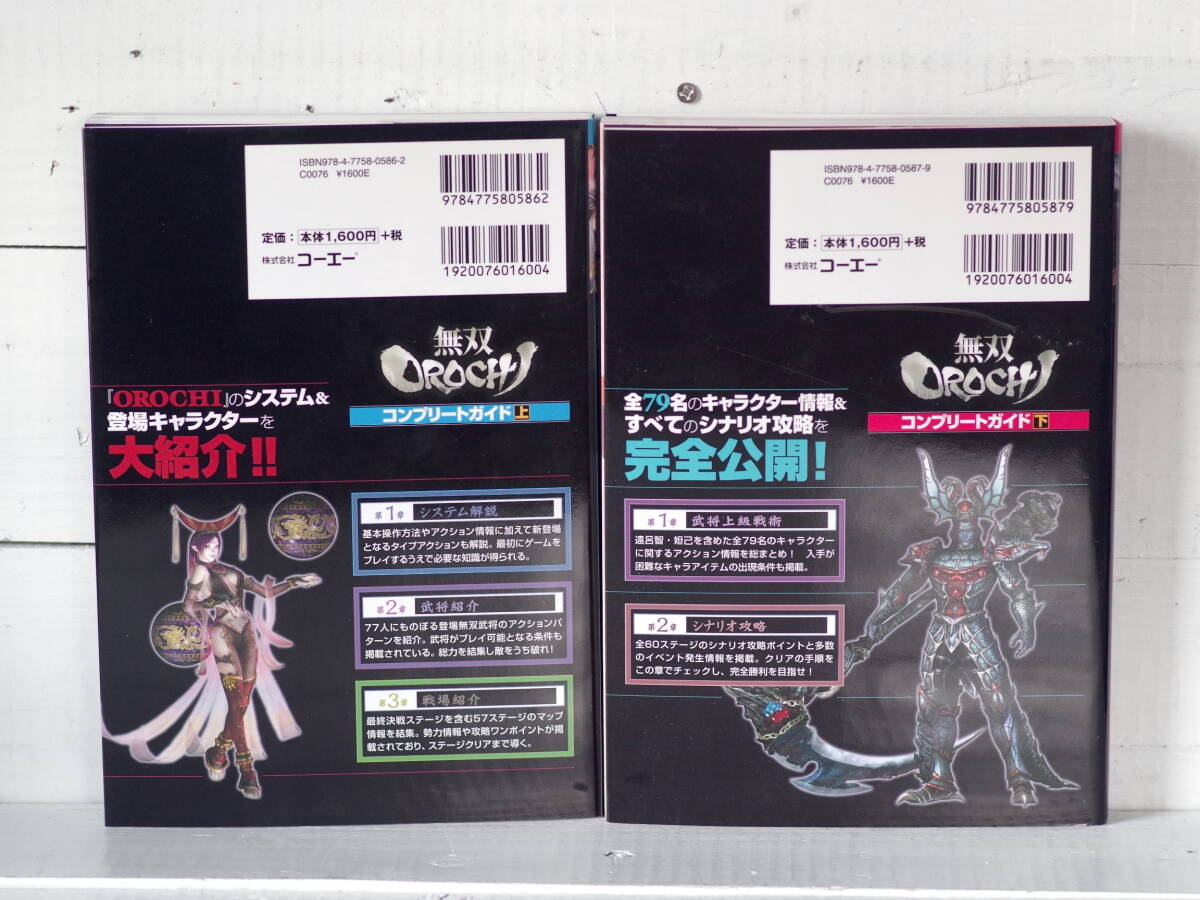 ISBN978-4-7758-0586-2
C0076 ¥1600E
9784775805862
定価：本体1,600円+税
株式会社コーエー®
1920076016004
無双
OROCHI
コンプリートガイド 上
『OROCHI』のシステム&
登場キャラクターを
大紹介!!
第1章 システム解説
基本操作方法やアクション情報に加えて新登場
となるタイプアクションも解説。最初にゲームを
プレイするうえで必要な知識が得られる。
第2章 武将紹介
77人にものぼる登場無双武将のアクションパ
ターンを紹介。武将がプレイ可能となる条件も
掲載されている。総力を結集し敵をうち破れ!
第3章 戦場紹介
最終決戦ステージを含む57ステージのマップ
情報を結集。勢力情報や攻略ワンポイントが掲
載されており、ステージクリアまで導く。
ISBN978-4-7758-0587-9
C0076 ¥1600E
9784775805879
定価：本体1,600円+税
株式会社コーエー®
1920076016004
無双
OROCHI
コンプリートガイド 下
全79名のキャラクター情報&
すべてのシナリオ攻略を
完全公開!
第1章 武将上級戦術
遠呂智・妲己を含めた全79名のキャラクター
に関するアクション情報を総まとめ! 入手が
困難なキャラアイテムの出現条件も掲載。
第2章 シナリオ攻略
全60ステージのシナリオ攻略ポイントと多数
のイベント発生情報を掲載。クリアの手順を
この章でチェックし、完全勝利を目指せ!